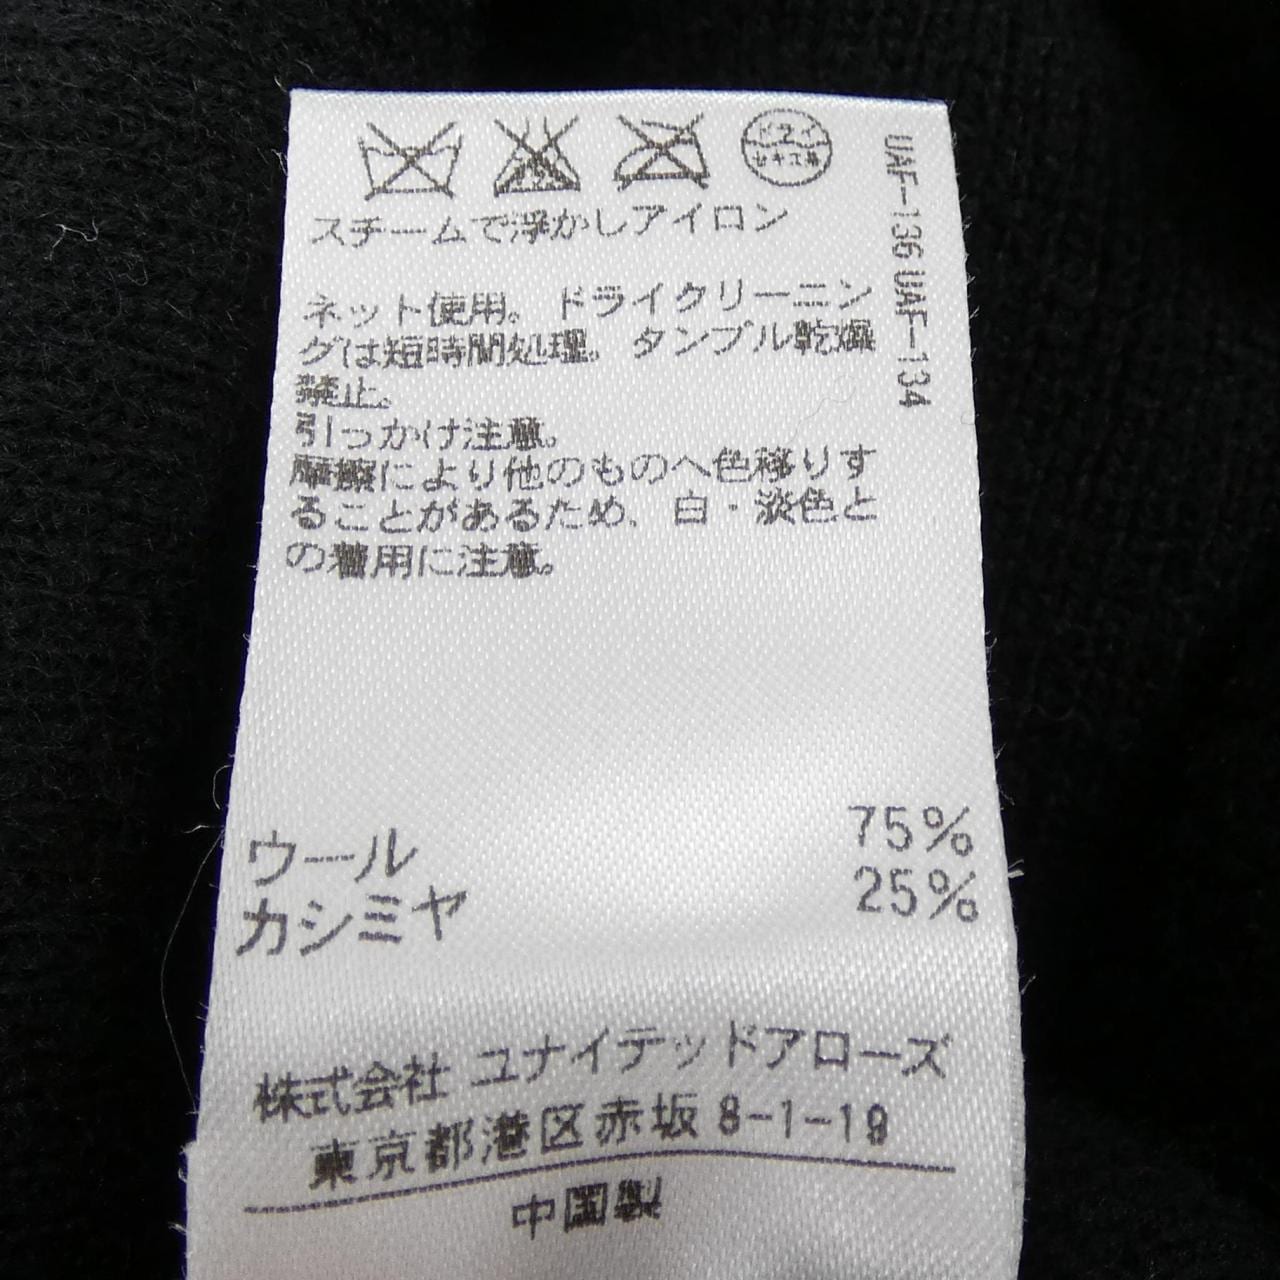 ドライ
セキユ系
スチームで浮かしアイロン
ネット使用。ドライクリーニン
グは短時間処理。タンブル乾燥
禁止。
引っかけ注意。
摩擦により他のものへ色移りす
ることがあるため、白・淡色と
の着用に注意。
UAF-136 UAF-134
ウール 75%
カシミヤ 25%
株式会社 ユナイテッドアローズ
東京都港区赤坂 8-1-19
中国製